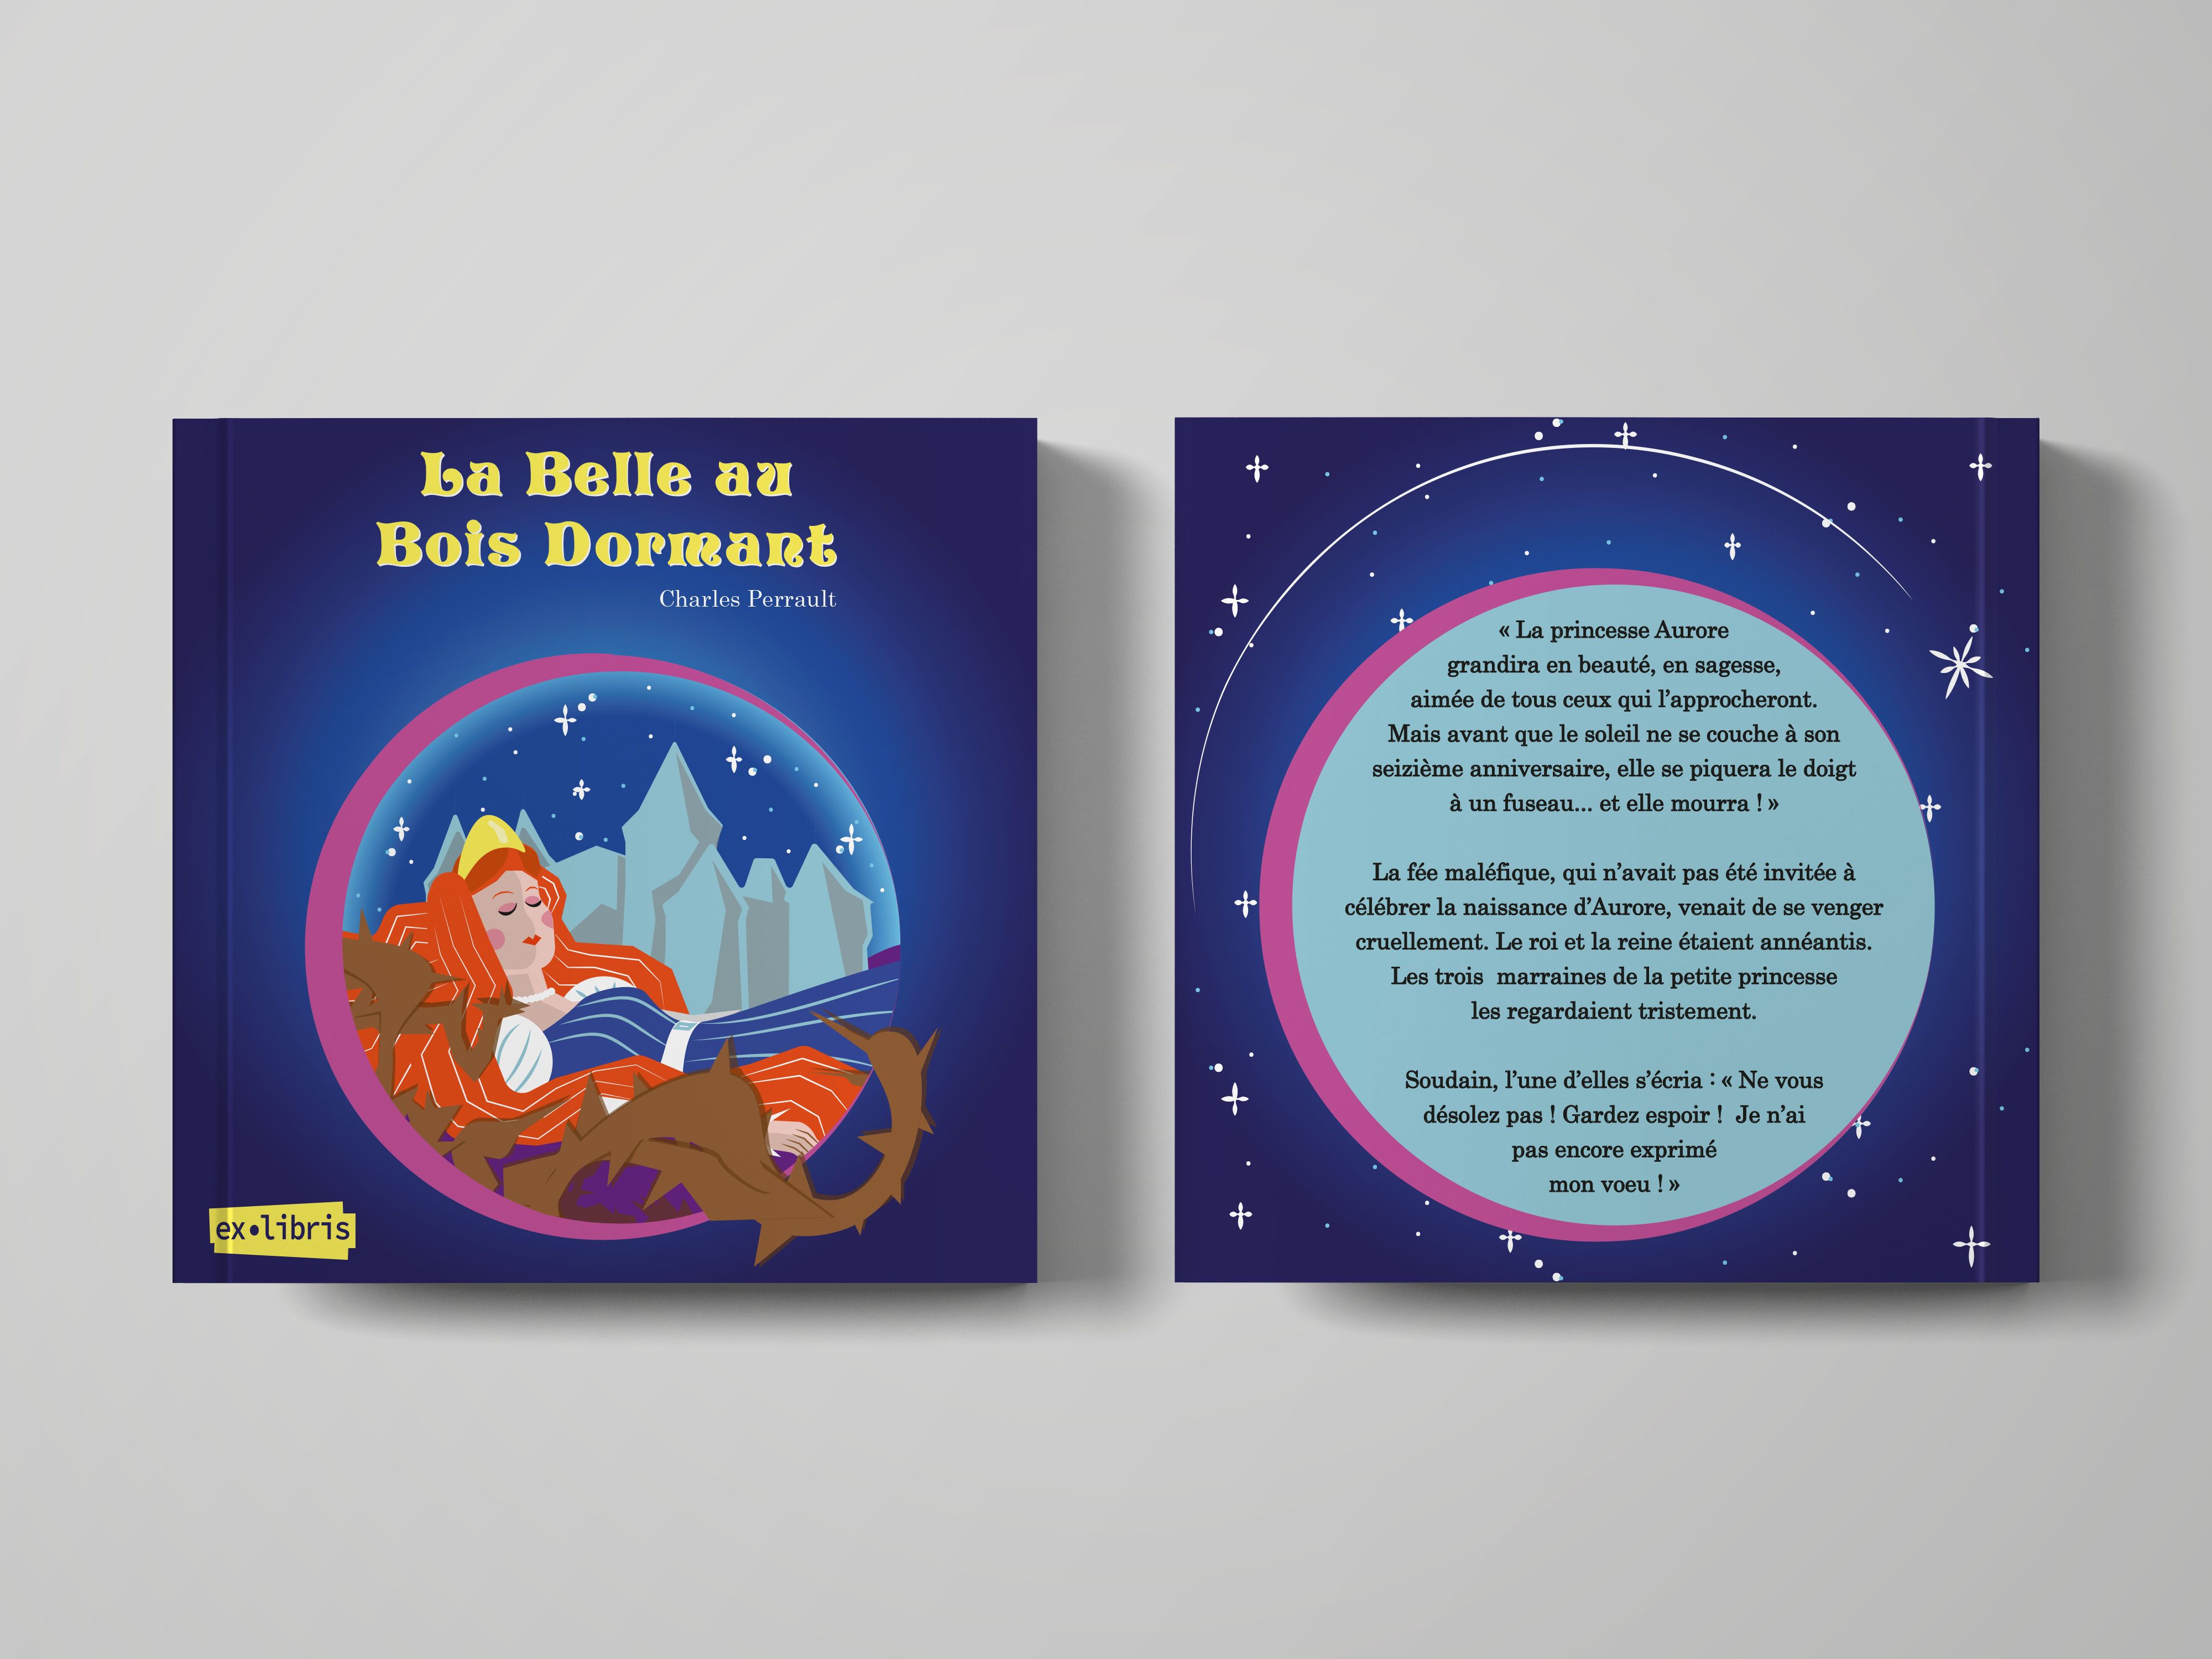 La Belle au
Bois Dormant
Charles Perrault
ex•libris
« La princesse Aurore
grandira en beauté, en sagesse,
aimée de tous ceux qui l’approcheront.
Mais avant que le soleil ne se couche à son
seizième anniversaire, elle se piquera le doigt
à un fuseau... et elle mourra ! »
La fée maléfique, qui n’avait pas été invitée à
célébrer la naissance d’Aurore, venait de se venger
cruellement. Le roi et la reine étaient annéantis.
Les trois  marraines de la petite princesse
les regardaient tristement.
Soudain, l’une d’elles s’écria : « Ne vous
désolez pas ! Gardez espoir !  Je n’ai
pas encore exprimé
mon voeu ! »